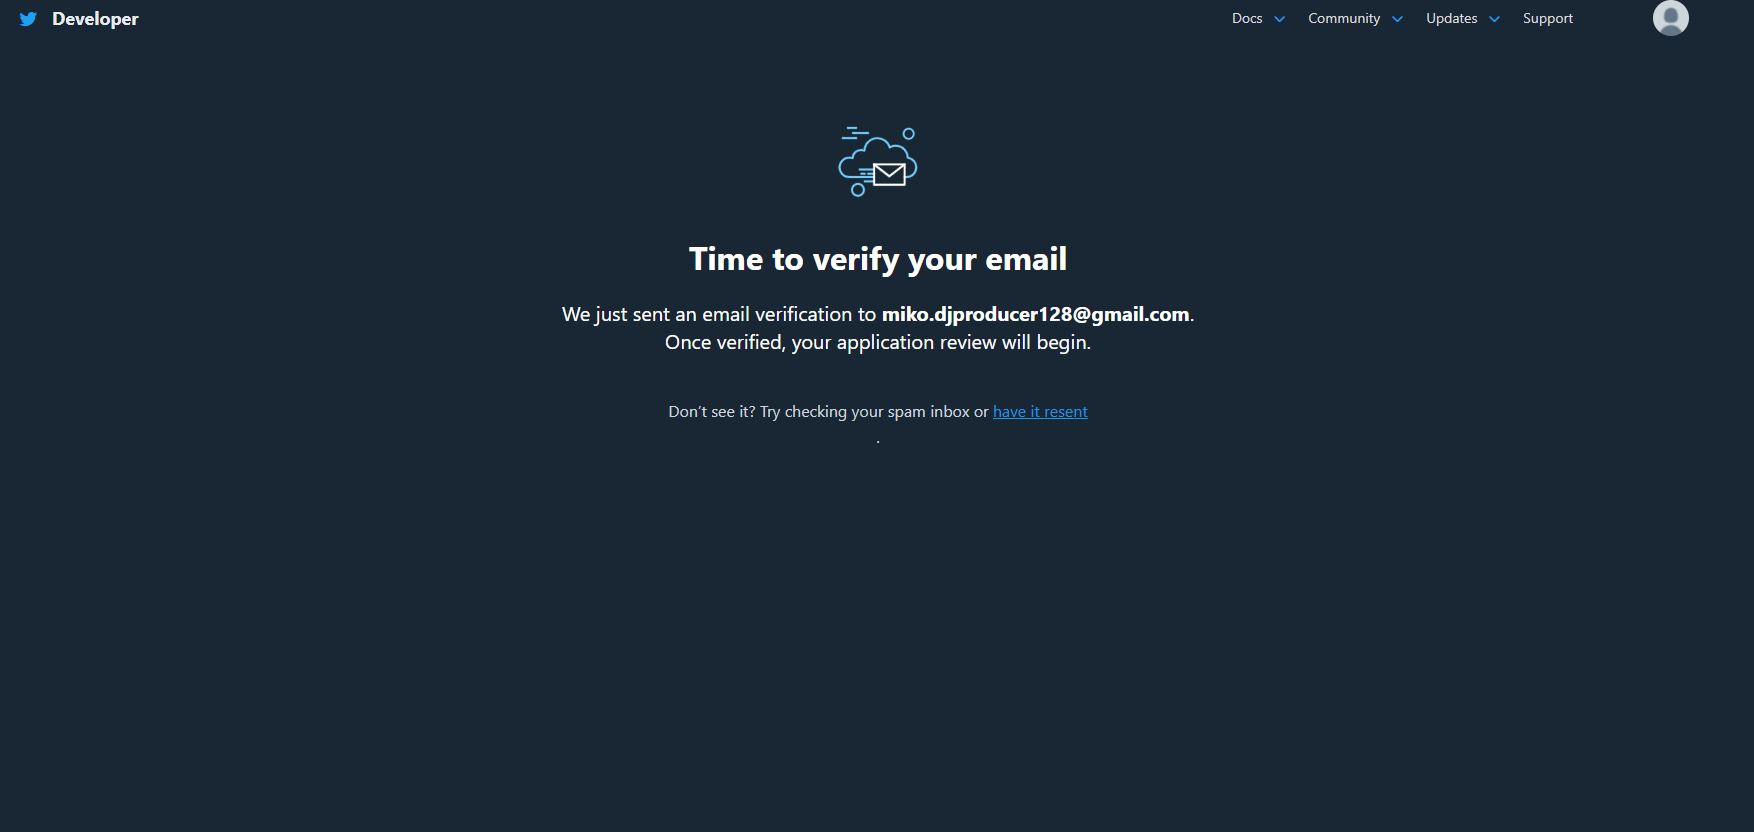 Developer
Docs Community Updates Support
Time to verify your email
We just sent an email verification to miko.djproducer128@gmail.com.
Once verified, your application review will begin.
Don't see it? Try checking your spam inbox or have it resent
.